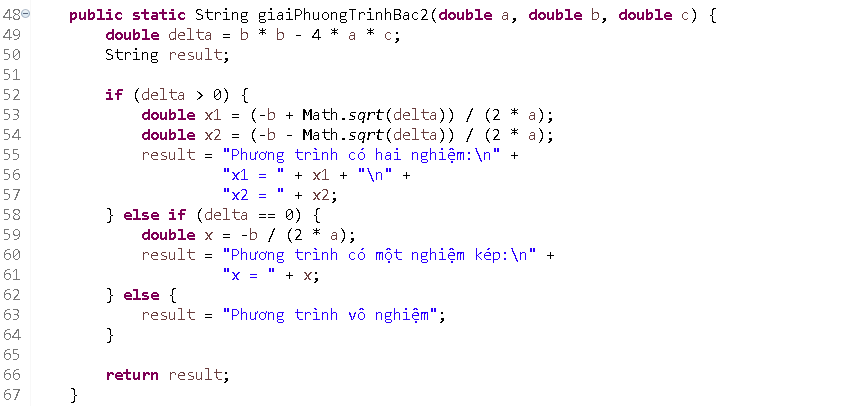 48 public static String giaiPhuongTrinhBac2(double a, double b, double c) {
49 double delta = b * b - 4 * a * c;
50 String result;
51
52 if (delta > 0) {
53 double x1 = (-b + Math.sqrt(delta)) / (2 * a);
54 double x2 = (-b - Math.sqrt(delta)) / (2 * a);
55 result = "Phương trình có hai nghiệm:\n" +
56 "x1 = " + x1 + "\n" +
57 "x2 = " + x2;
58 } else if (delta == 0) {
59 double x = -b / (2 * a);
60 result = "Phương trình có một nghiệm kép:\n" +
61 "x = " + x;
62 } else {
63 result = "Phương trình vô nghiệm";
64 }
65
66 return result;
67 }